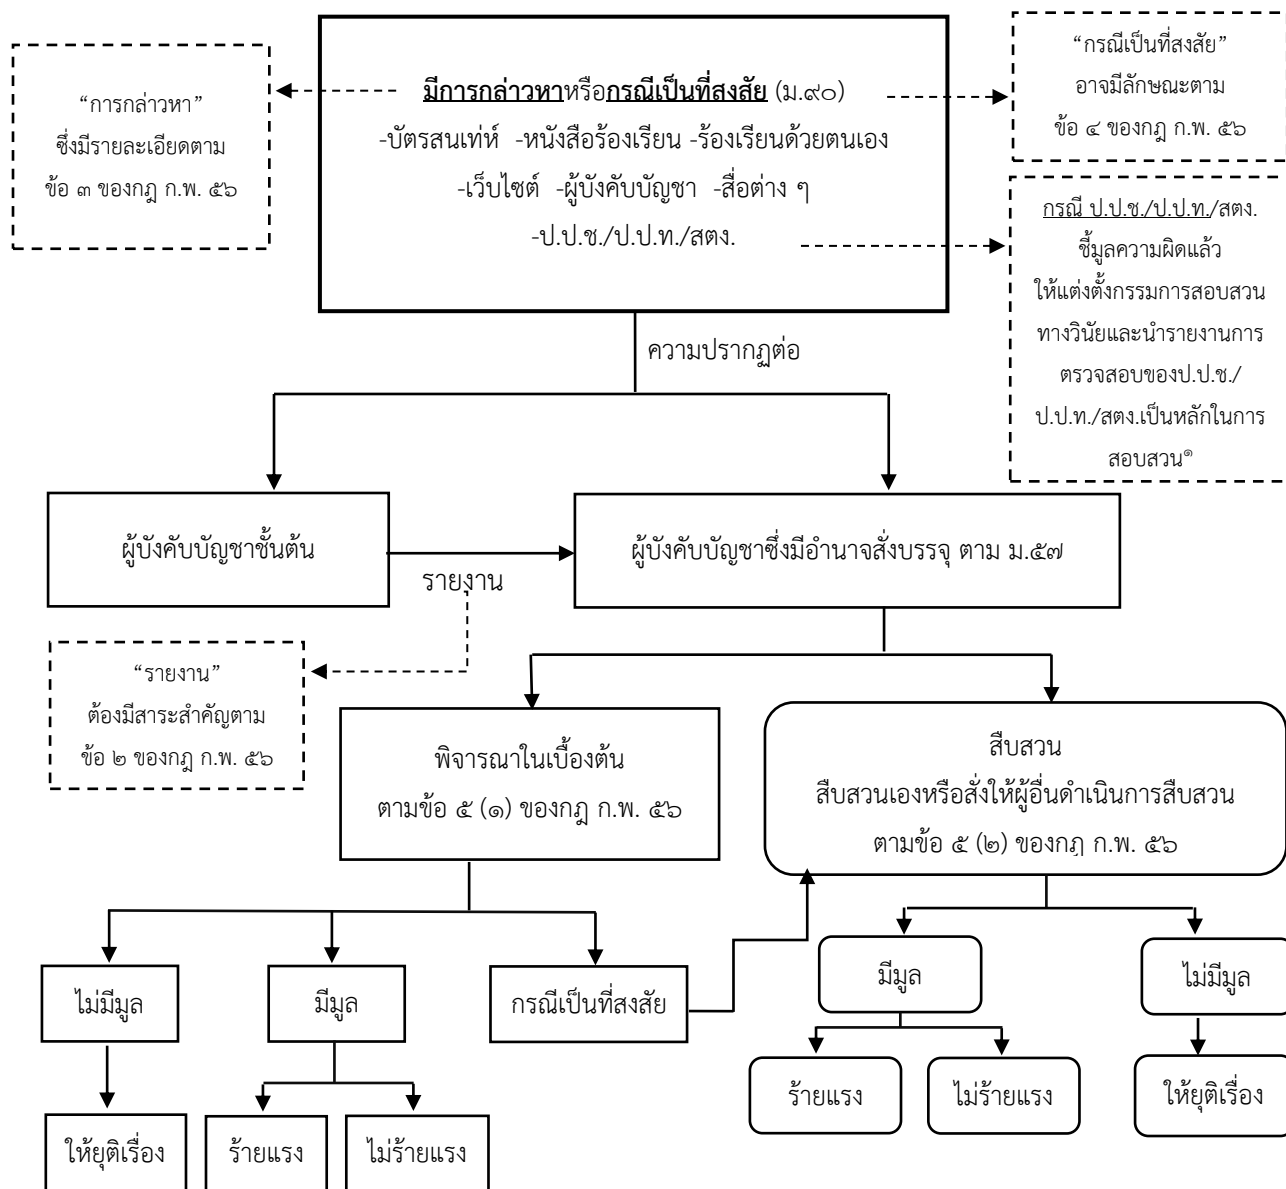 มีการกล่าวหาหรือกรณีเป็นที่สงสัย (ม.๙๐)
-บัตรสนเท่ห์ -หนังสือร้องเรียน -ร้องเรียนด้วยตนเอง
-เว็บไซต์ -ผู้บังคับบัญชา -สื่อต่าง ๆ
-ป.ป.ช./ป.ป.ท./สตง.
“การกล่าวหา”
ซึ่งมีรายละเอียดตาม
ข้อ ๓ ของกฎ ก.พ. ๕๖
“กรณีเป็นที่สงสัย”
อาจมีลักษณะตาม
ข้อ ๔ ของกฎ ก.พ. ๕๖
กรณี ป.ป.ช./ป.ป.ท./สตง.
ชี้มูลความผิดแล้ว
ให้แต่งตั้งกรรมการสอบสวน
ทางวินัยและนำรายงานการ
ตรวจสอบของป.ป.ช./
ป.ป.ท./สตง.เป็นหลักในการ
สอบสวน๑
ความปรากฏต่อ
ผู้บังคับบัญชาชั้นต้น
รายงาน
ผู้บังคับบัญชาซึ่งมีอำนาจสั่งบรรจุ ตาม ม.๕๗
“รายงาน”
ต้องมีสาระสำคัญตาม
ข้อ ๒ ของกฎ ก.พ. ๕๖
พิจารณาในเบื้องต้น
ตามข้อ ๕ (๑) ของกฎ ก.พ. ๕๖
สืบสวน
สืบสวนเองหรือสั่งให้ผู้อื่นดำเนินการสืบสวน
ตามข้อ ๕ (๒) ของกฎ ก.พ. ๕๖
ไม่มีมูล
มีมูล
กรณีเป็นที่สงสัย
มีมูล
ไม่มีมูล
ให้ยุติเรื่อง
ร้ายแรง
ไม่ร้ายแรง
ร้ายแรง
ไม่ร้ายแรง
ให้ยุติเรื่อง